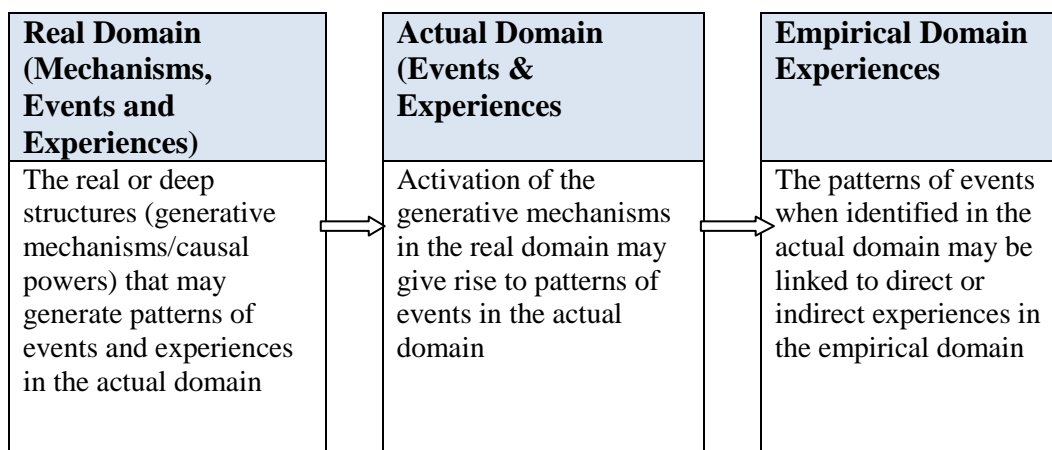 Real Domain
(Mechanisms,
Events and
Experiences)
The real or deep
structures (generative
mechanisms/causal
powers) that may
generate patterns of
events and experiences
in the actual domain
Actual Domain
(Events &
Experiences
Activation of the
generative mechanisms
in the real domain may
give rise to patterns of
events in the actual
domain
Empirical Domain
Experiences
The patterns of events
when identified in the
actual domain may be
linked to direct or
indirect experiences in
the empirical domain